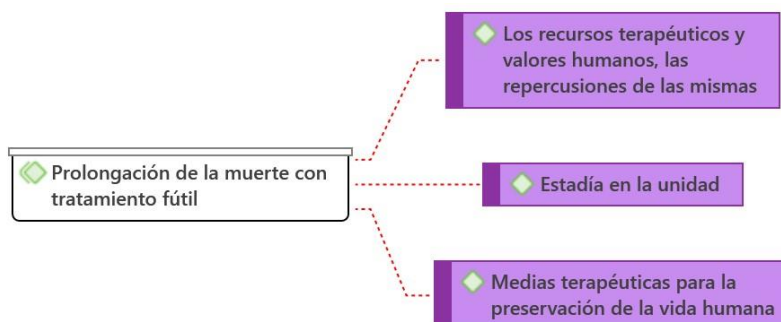 Los recursos terapéuticos y
valores humanos, las
repercusiones de las mismas
Prolongación de la muerte con
tratamiento fútil
Estadía en la unidad
Medias terapéuticas para la
preservación de la vida humana